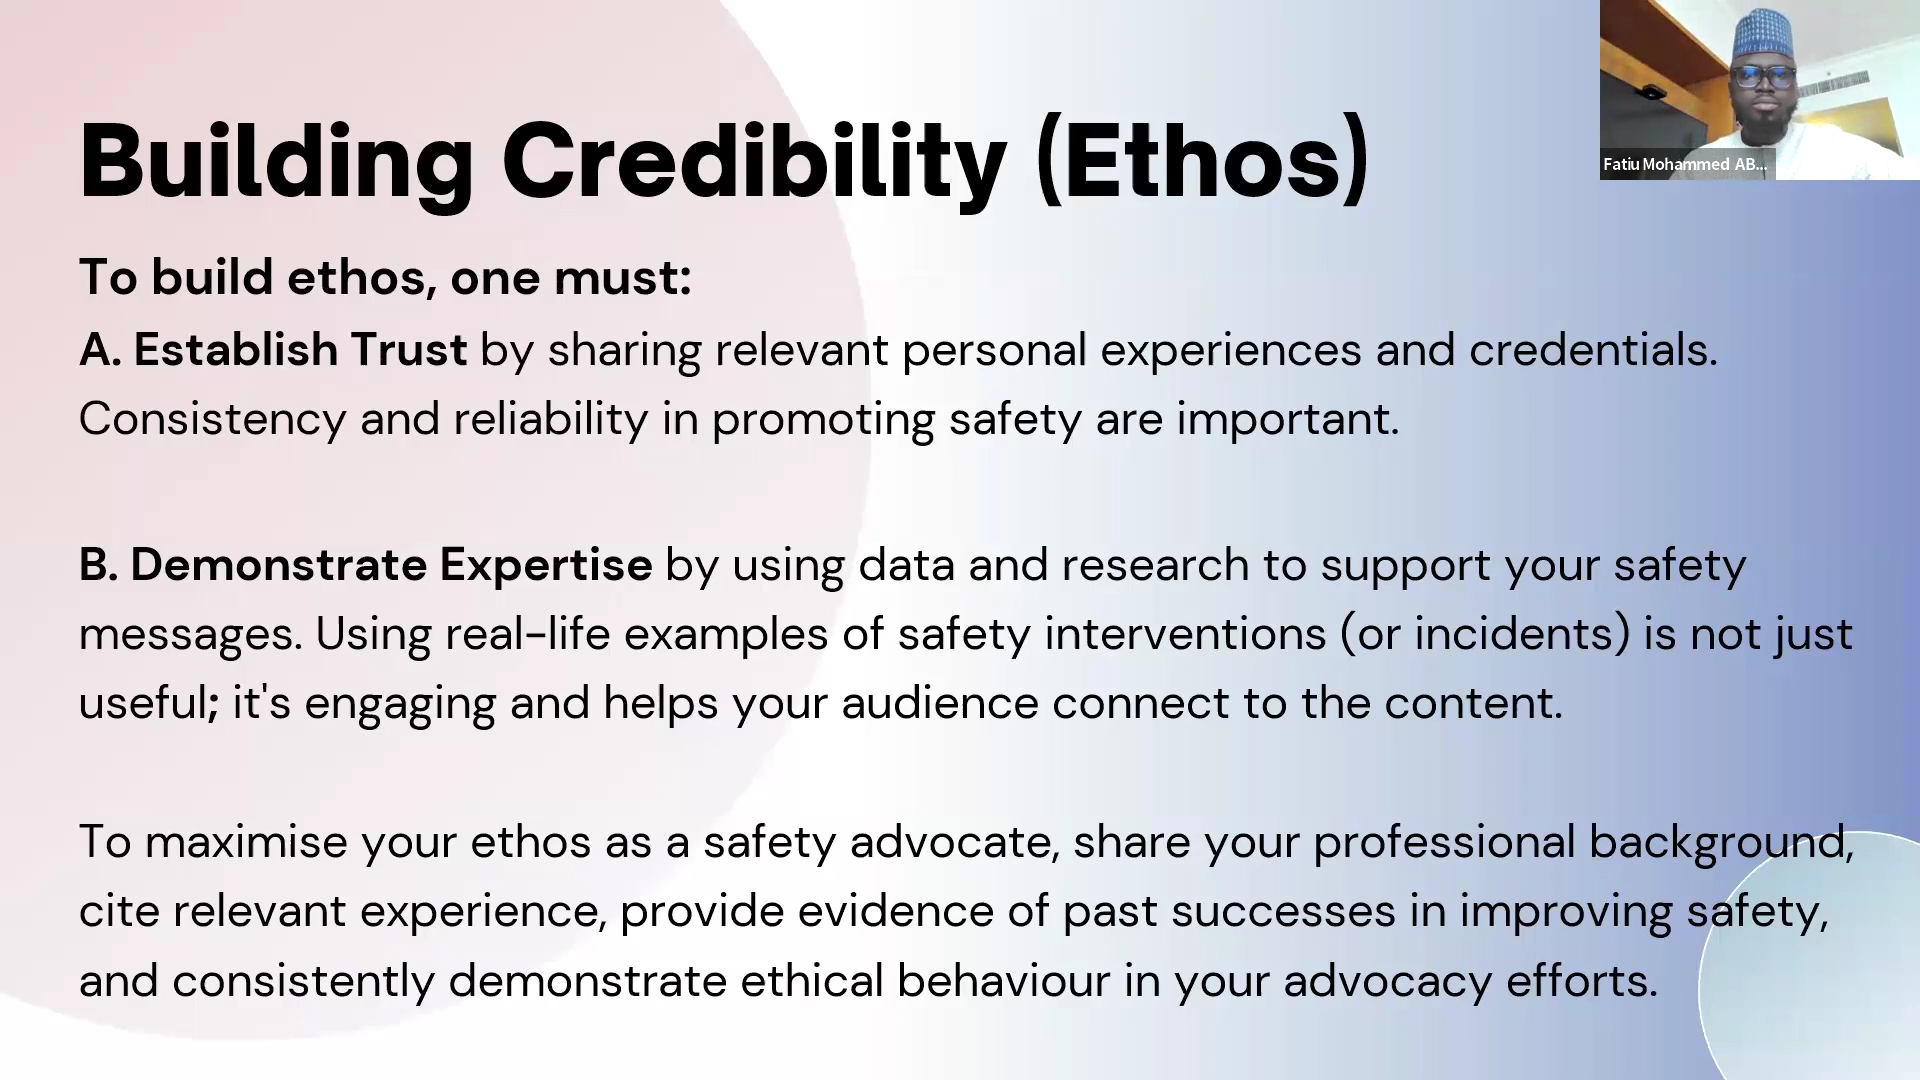 Building Credibility (Ethos)
Fatiu Mohammed AB...
To build ethos, one must:
A. Establish Trust by sharing relevant personal experiences and credentials.
Consistency and reliability in promoting safety are important.
B. Demonstrate Expertise by using data and research to support your safety
messages. Using real-life examples of safety interventions (or incidents) is not just
useful; it's engaging and helps your audience connect to the content.
To maximise your ethos as a safety advocate, share your professional background,
cite relevant experience, provide evidence of past successes in improving safety,
and consistently demonstrate ethical behaviour in your advocacy efforts.